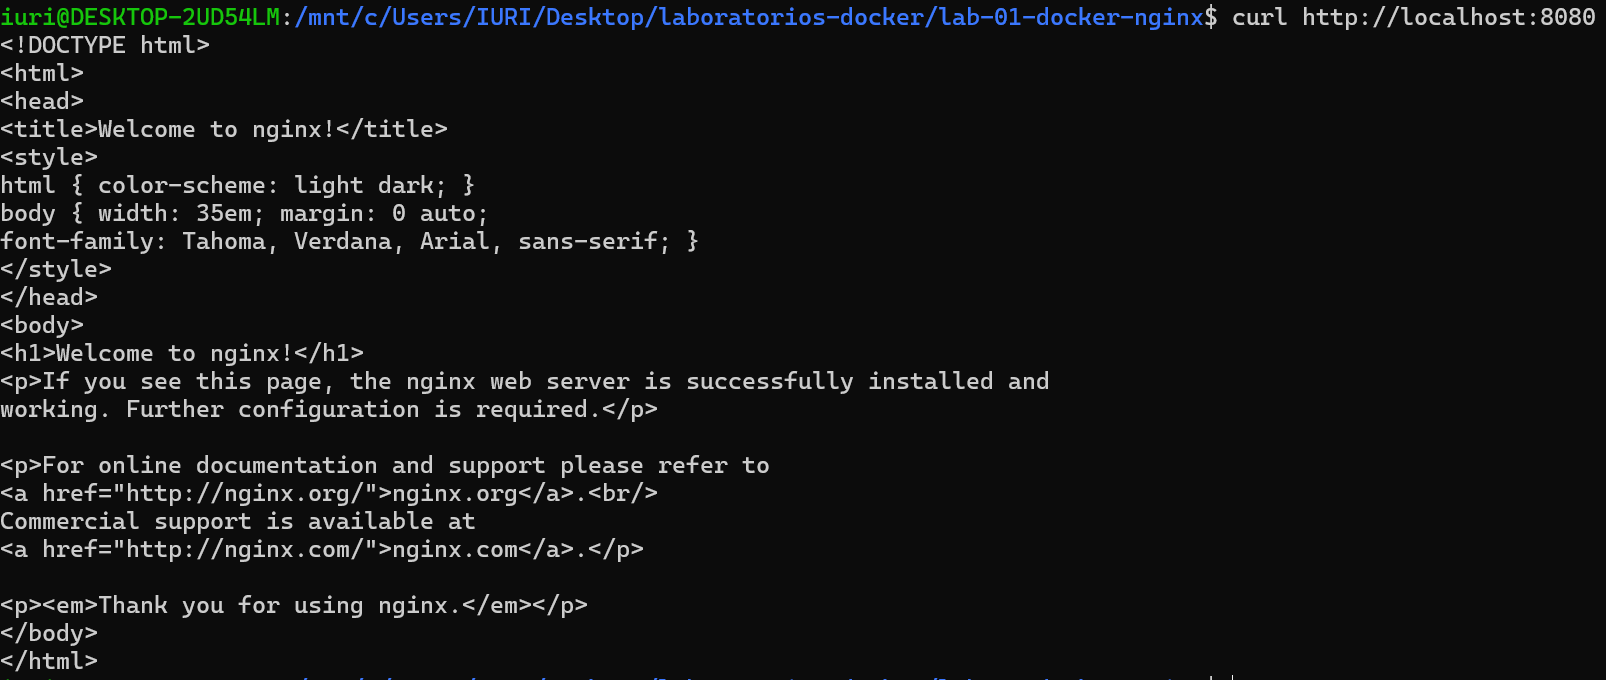 iuri@DESKTOP-2UD54LM:/mnt/c/Users/IURI/Desktop/laboratorios-docker/lab-01-docker-nginx$ curl http://localhost:8080
<!DOCTYPE html>
<html>
<head>
<title>Welcome to nginx!</title>
<style>
html { color-scheme: light dark; }
body { width: 35em; margin: 0 auto;
font-family: Tahoma, Verdana, Arial, sans-serif; }
</style>
</head>
<body>
<h1>Welcome to nginx!</h1>
<p>If you see this page, the nginx web server is successfully installed and
working. Further configuration is required.</p>

<p>For online documentation and support please refer to
<a href="http://nginx.org/">nginx.org</a>.<br/>
Commercial support is available at
<a href="http://nginx.com/">nginx.com</a>.</p>

<p><em>Thank you for using nginx.</em></p>
</body>
</html>